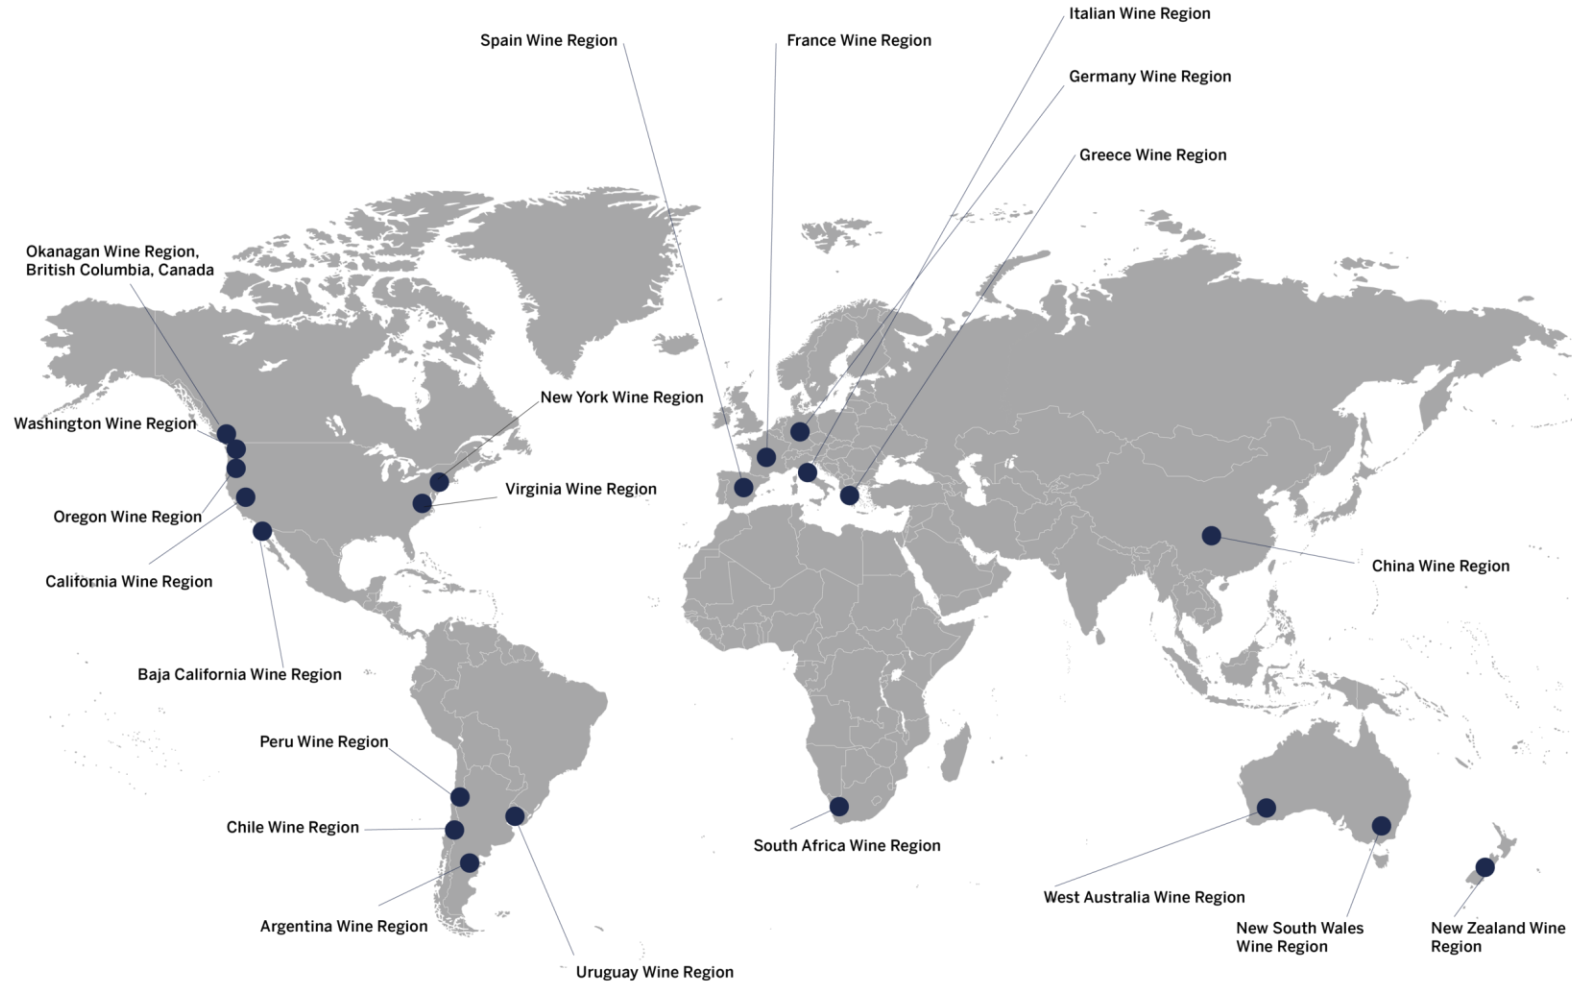 Italian Wine Region
Spain Wine Region
France Wine Region
Germany Wine Region
Greece Wine Region
Okanagan Wine Region,
British Columbia, Canada
New York Wine Region
Washington Wine Region
Virginia Wine Region
Oregon Wine Region
China Wine Region
California Wine Region
Baja California Wine Region
Peru Wine Region
Chile Wine Region
South Africa Wine Region
West Australia Wine Region
Argentina Wine Region
New South Wales
Wine Region
New Zealand Wine
Region
Uruguay Wine Region